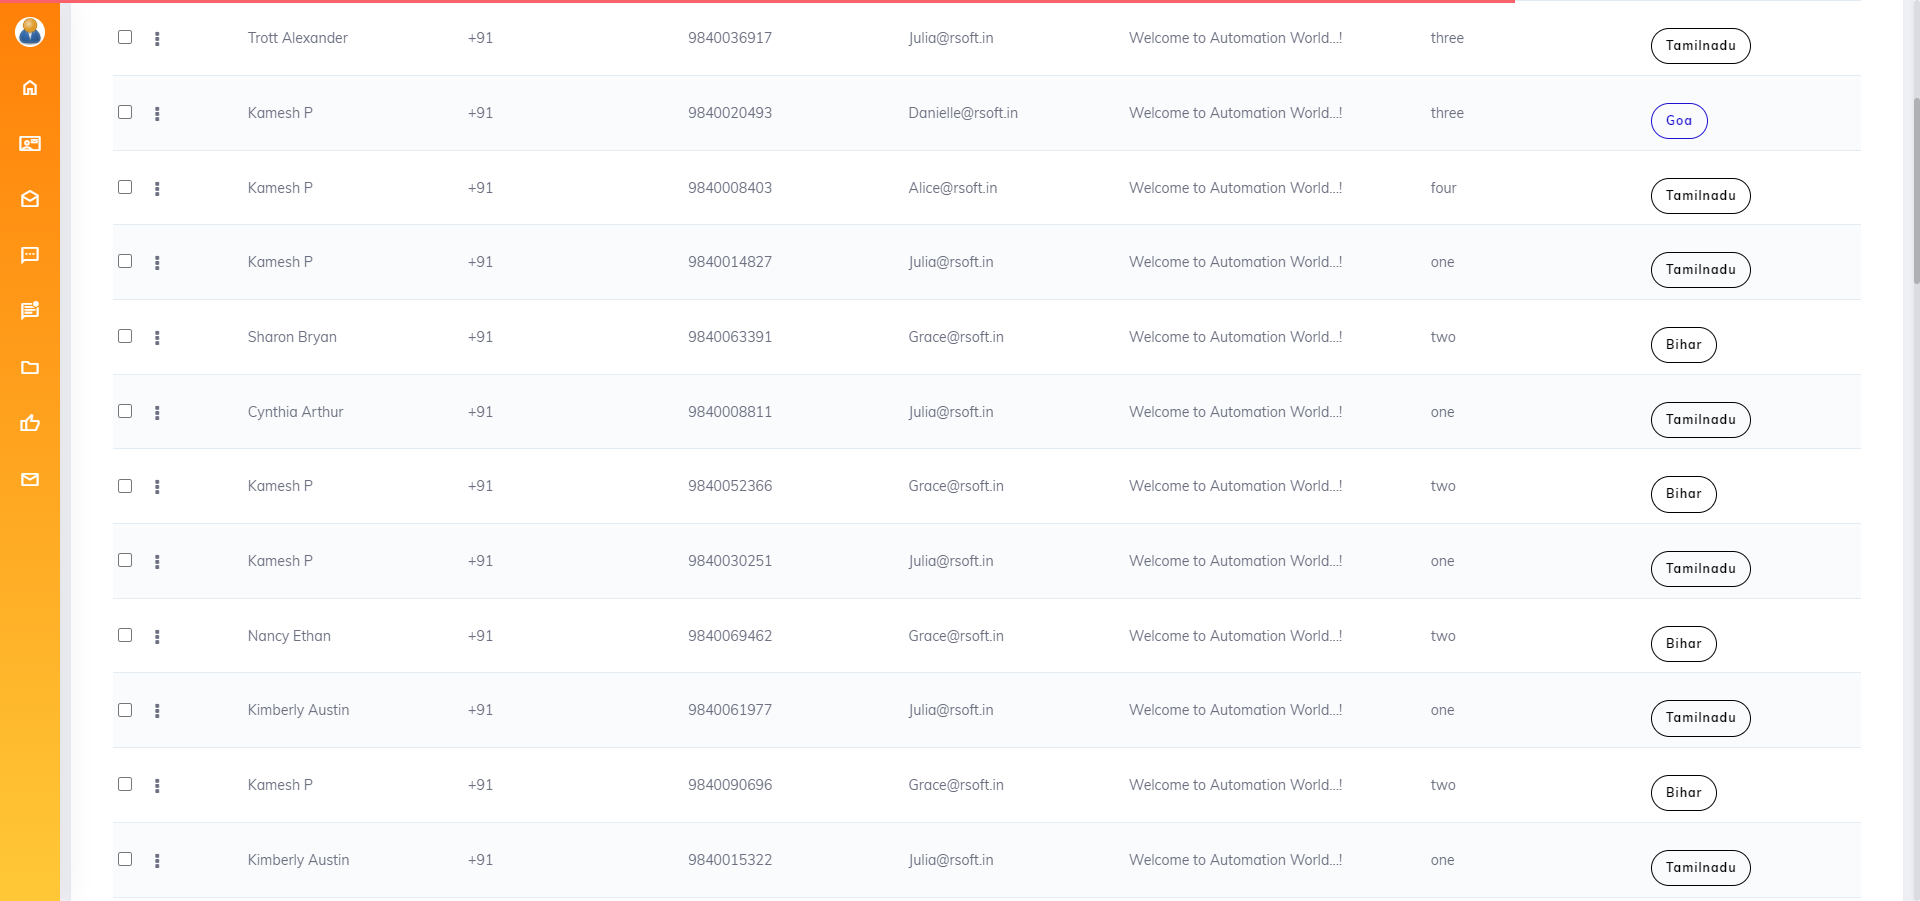 Trott Alexander +91 9840036917 Julia@rsoft.in Welcome to Automation World...! three Tamilnadu
Kamesh P +91 9840020493 Danielle@rsoft.in Welcome to Automation World...! three Goa
Kamesh P +91 9840008403 Alice@rsoft.in Welcome to Automation World...! four Tamilnadu
Kamesh P +91 9840014827 Julia@rsoft.in Welcome to Automation World...! one Tamilnadu
Sharon Bryan +91 9840063391 Grace@rsoft.in Welcome to Automation World...! two Bihar
Cynthia Arthur +91 9840008811 Julia@rsoft.in Welcome to Automation World...! one Tamilnadu
Kamesh P +91 9840052366 Grace@rsoft.in Welcome to Automation World...! two Bihar
Kamesh P +91 9840030251 Julia@rsoft.in Welcome to Automation World...! one Tamilnadu
Nancy Ethan +91 9840069462 Grace@rsoft.in Welcome to Automation World...! two Bihar
Kimberly Austin +91 9840061977 Julia@rsoft.in Welcome to Automation World...! one Tamilnadu
Kamesh P +91 9840090696 Grace@rsoft.in Welcome to Automation World...! two Bihar
Kimberly Austin +91 9840015322 Julia@rsoft.in Welcome to Automation World...! one Tamilnadu